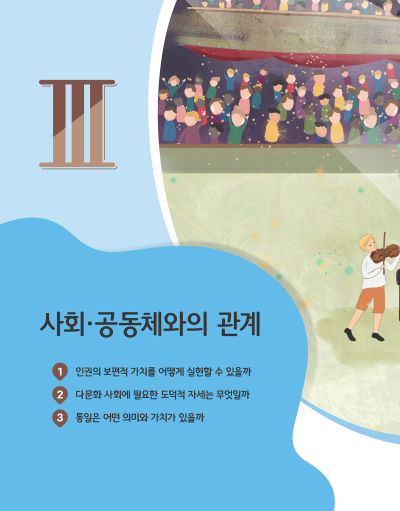 Ⅲ
사회·공동체와의 관계
1 인권의 보편적 가치를 어떻게 실현할 수 있을까
2 다문화 사회에 필요한 도덕적 자세는 무엇일까
3 통일은 어떤 의미와 가치가 있을까